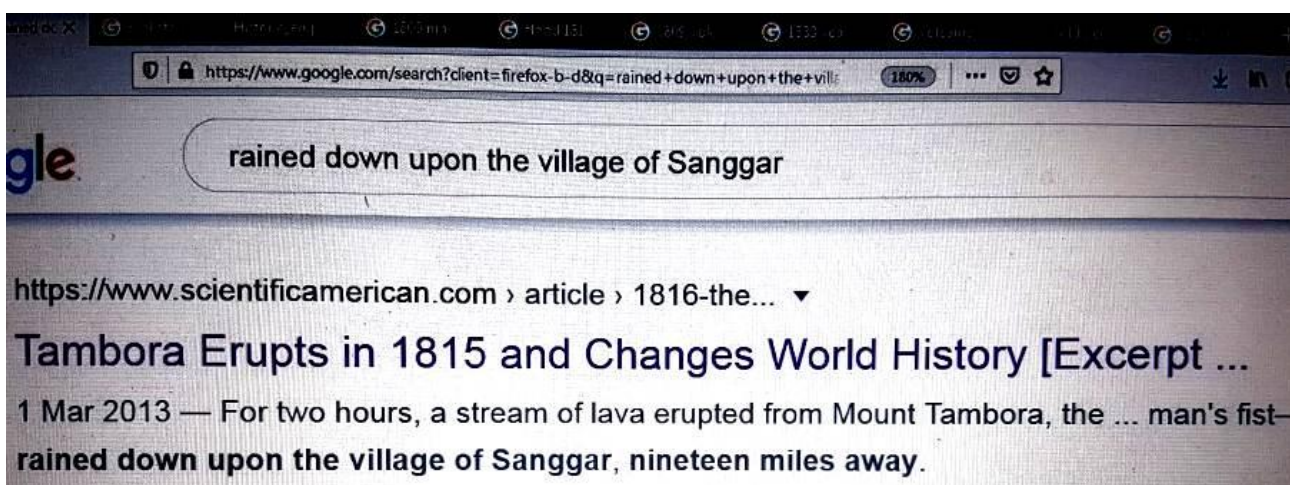 https://www.google.com/search?client=firefox-b-d&q=rained+down+upon+the+vill 180%
gle
rained down upon the village of Sanggar
https://www.scientificamerican.com › article › 1816-the... ▼
Tambora Erupts in 1815 and Changes World History [Excerpt ...
1 Mar 2013 — For two hours, a stream of lava erupted from Mount Tambora, the ... man's fist–
rained down upon the village of Sanggar, nineteen miles away.